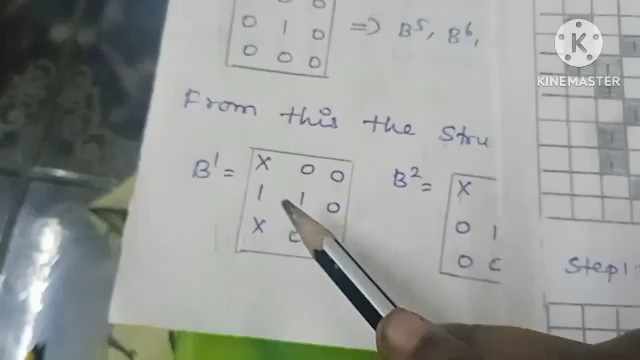 0
0 1 0 => B⁵, B⁶,
0 0 0
K
KINEMASTER
From this the
B¹ = X 0 0 B² = X
1 1 0 0 1
X 0
Step1: